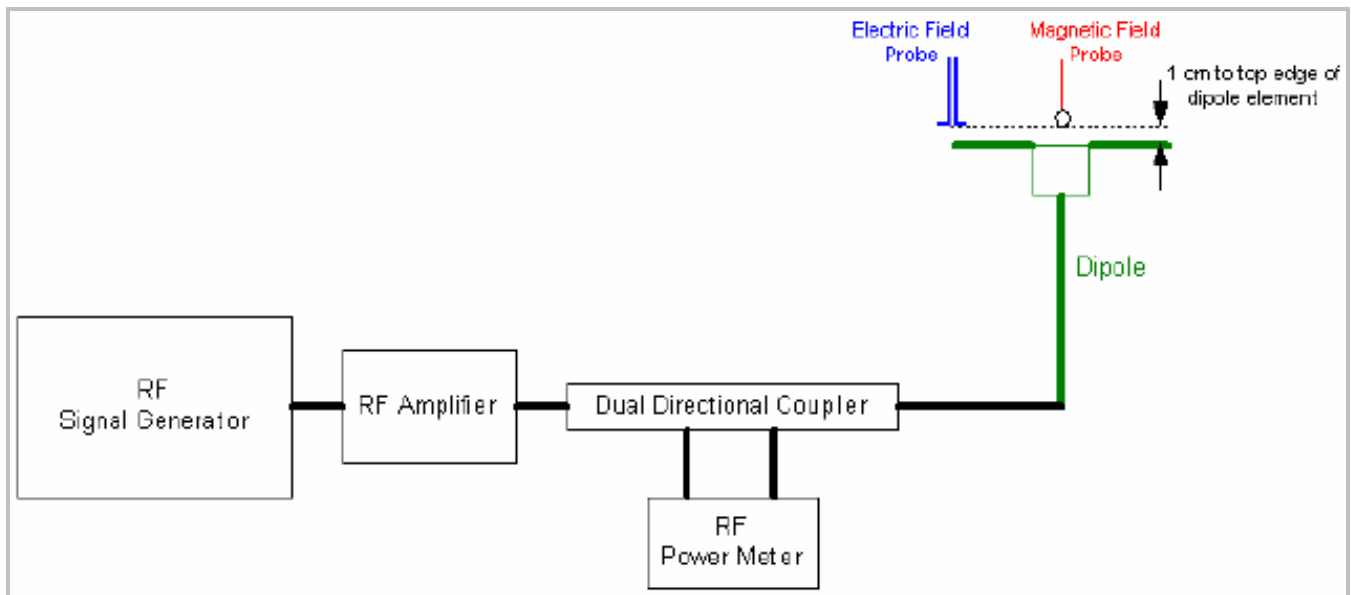 Electric Field
Probe
Magnetic Field
Probe
1 cm to top edge of
dipole element
Dipole
RF
Signal Generator
RF Amplifier
Dual Directional Coupler
RF
Power Meter